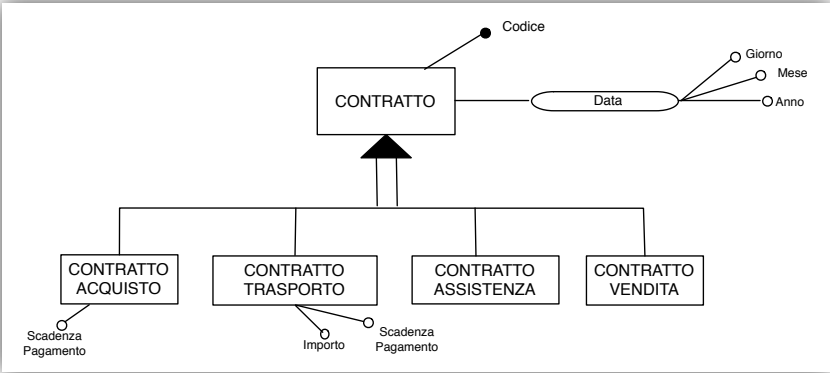 Codice
CONTRATTO
Data
Giorno
Mese
Anno
CONTRATTO
ACQUISTO
CONTRATTO
TRASPORTO
CONTRATTO
ASSISTENZA
CONTRATTO
VENDITA
Scadenza
Pagamento
Importo
Scadenza
Pagamento